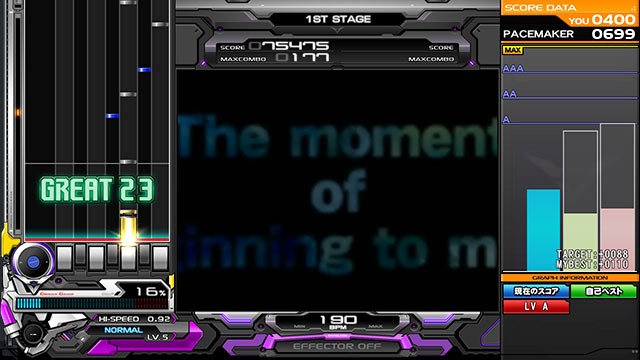 1ST STAGE
SCORE 075475 SCORE
MAXCOMBO 0177 MAXCOMBO
SCORE DATA
YOU 0400
PACEMAKER 0699
MAX
AAA
AA
A
The moment
of
inning to m
GREAT 23
TARGET:+0088
MYBEST:+0110
GRAPH INFORMATION
現在のスコア 自己ベスト
LV A
16%
HI-SPEED 0.92
NORMAL
LV 5
MIN 190 MAX
BPM
EFFECTOR OFF